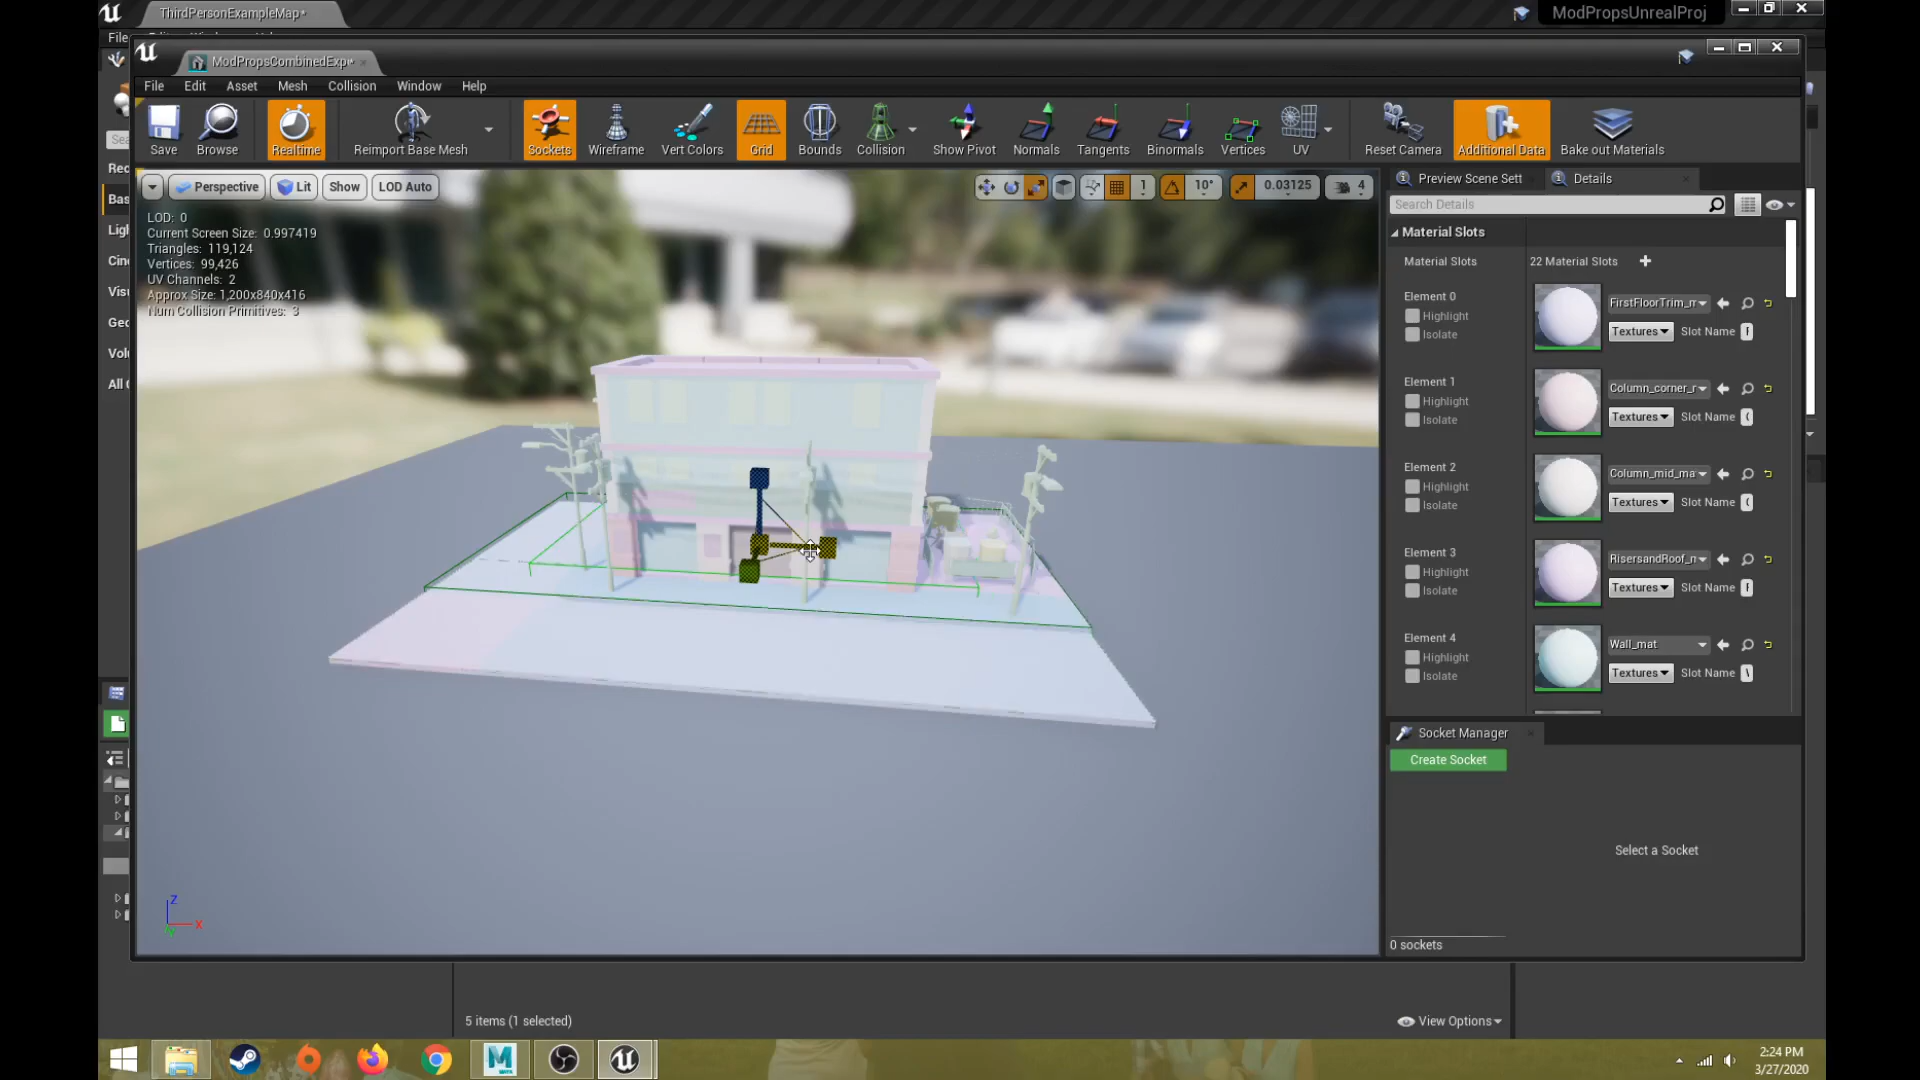 ThirdPersonExampleMap*
ModPropsUnrealProj
File
ModPropsCombinedExp*
File Edit Asset Mesh Collision Window Help
Save Browse Realtime Reimport Base Mesh Sockets Wireframe Vert Colors Grid Bounds Collision Show Pivot Normals Tangents Binormals Vertices UV Reset Camera Additional Data Bake out Materials
Sea
Rec
Bas
Ligh
Cine
Visu
Geo
Volu
All C
Perspective Lit Show LOD Auto
1 10° 0.03125 4
LOD: 0
Current Screen Size: 0.997419
Triangles: 119,124
Vertices: 99,426
UV Channels: 2
Approx Size: 1,200x840x416
Num Collision Primitives: 3
Z
X
Preview Scene Sett Details
Search Details
Material Slots
Material Slots 22 Material Slots
Element 0 FirstFloorTrim_m
Highlight
Isolate
Textures Slot Name F
Element 1 Column_corner_r
Highlight
Isolate
Textures Slot Name C
Element 2 Column_mid_ma
Highlight
Isolate
Textures Slot Name C
Element 3 RisersandRoof_n
Highlight
Isolate
Textures Slot Name F
Element 4 Wall_mat
Highlight
Isolate
Textures Slot Name
Socket Manager
Create Socket
Select a Socket
0 sockets
5 items (1 selected)
View Options
2:24 PM
3/27/2020